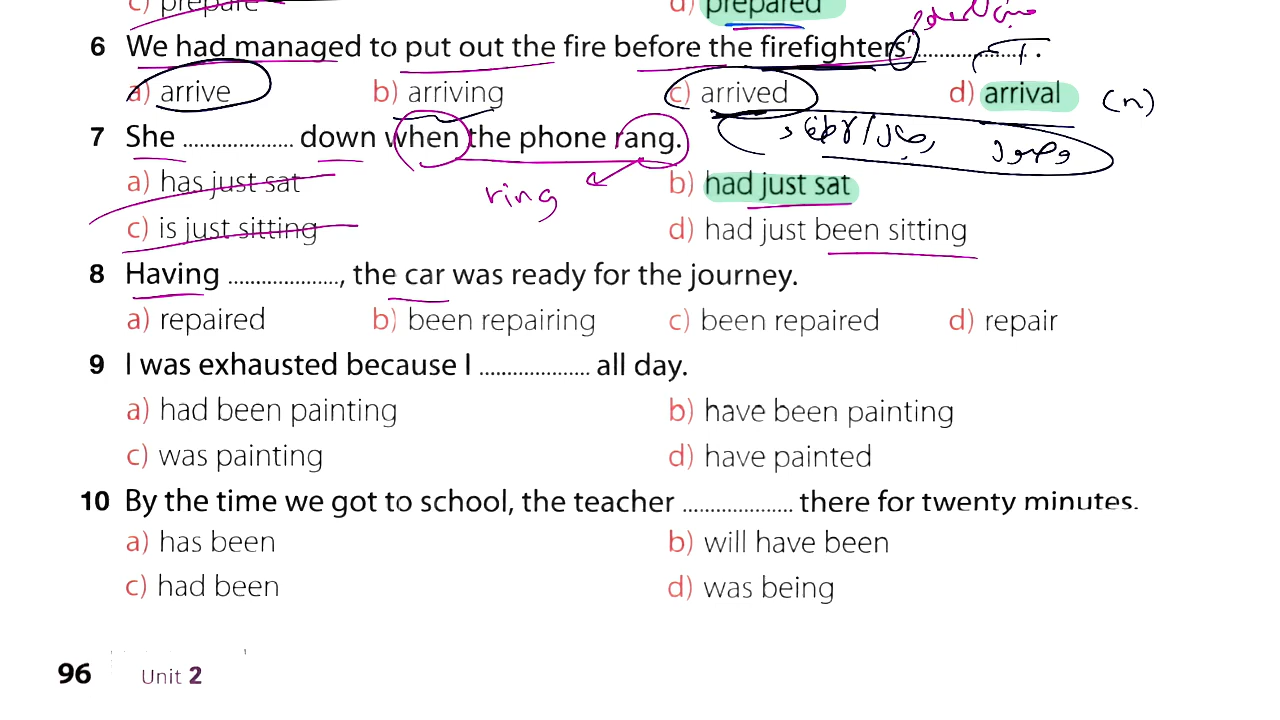 c) prepare d) prepared
6 We had managed to put out the fire before the firefighters' .................... .
a) arrive b) arriving c) arrived d) arrival (n)
7 She .................... down when the phone rang.
وصول رجال / الاطفاء
a) has just sat b) had just sat
ring
c) is just sitting d) had just been sitting
8 Having ...................., the car was ready for the journey.
a) repaired b) been repairing c) been repaired d) repair
9 I was exhausted because I .................... all day.
a) had been painting b) have been painting
c) was painting d) have painted
10 By the time we got to school, the teacher .................... there for twenty minutes.
a) has been b) will have been
c) had been d) was being
96 Unit 2